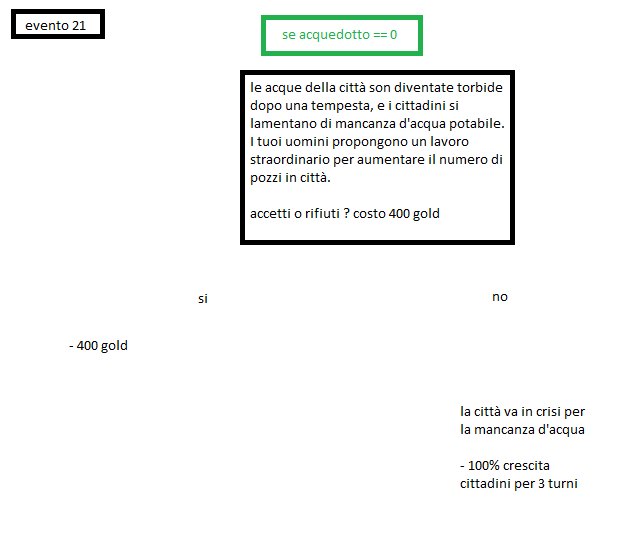 evento 21
se acquedotto == 0
le acque della città son diventate torbide
dopo una tempesta, e i cittadini si
lamentano di mancanza d'acqua potabile.
I tuoi uomini propongono un lavoro
straordinario per aumentare il numero di
pozzi in città.
accetti o rifiuti ? costo 400 gold
si
no
- 400 gold
la città va in crisi per
la mancanza d'acqua
- 100% crescita
cittadini per 3 turni